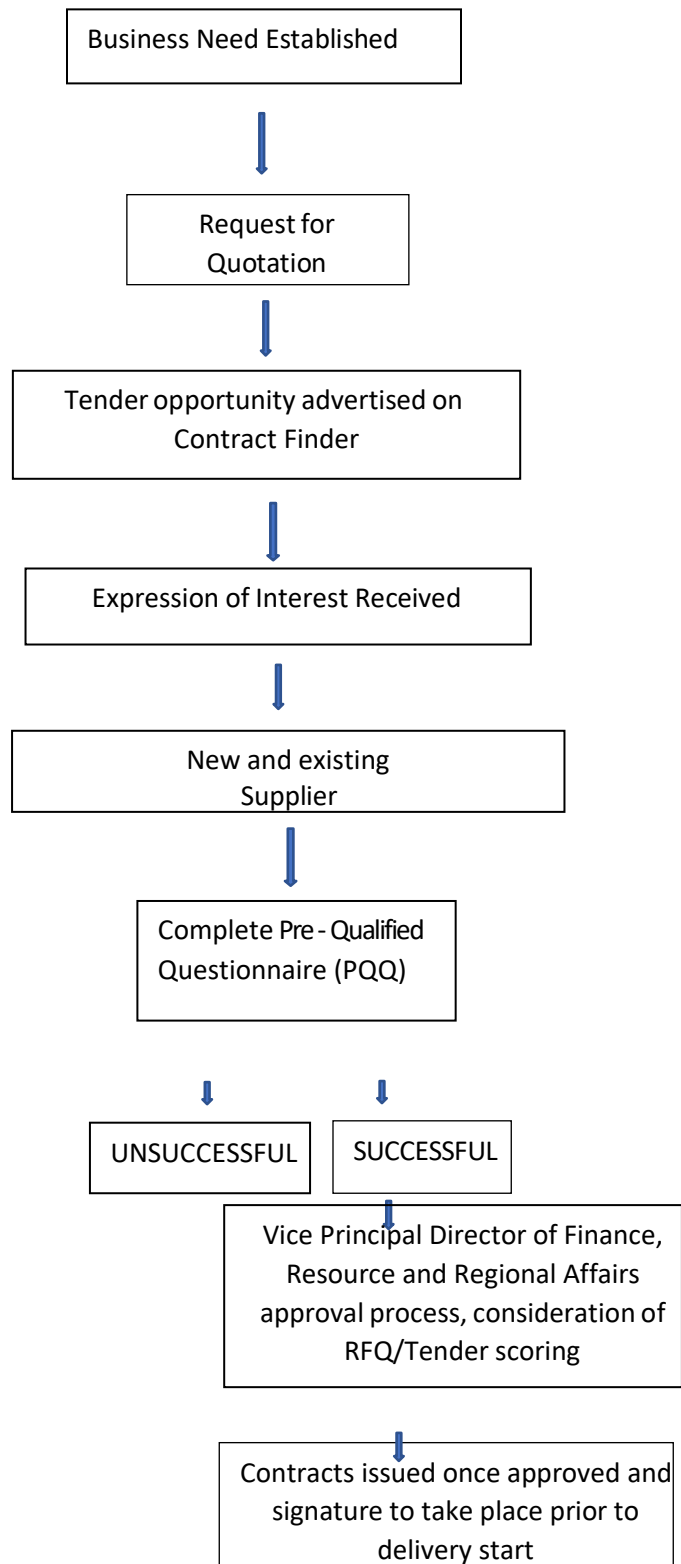 Business Need Established
Request for
Quotation
Tender opportunity advertised on
Contract Finder
Expression of Interest Received
New and existing
Supplier
Complete Pre - Qualified
Questionnaire (PQQ)
UNSUCCESSFUL
SUCCESSFUL
Vice Principal Director of Finance,
Resource and Regional Affairs
approval process, consideration of
RFQ/Tender scoring
Contracts issued once approved and
signature to take place prior to
delivery start